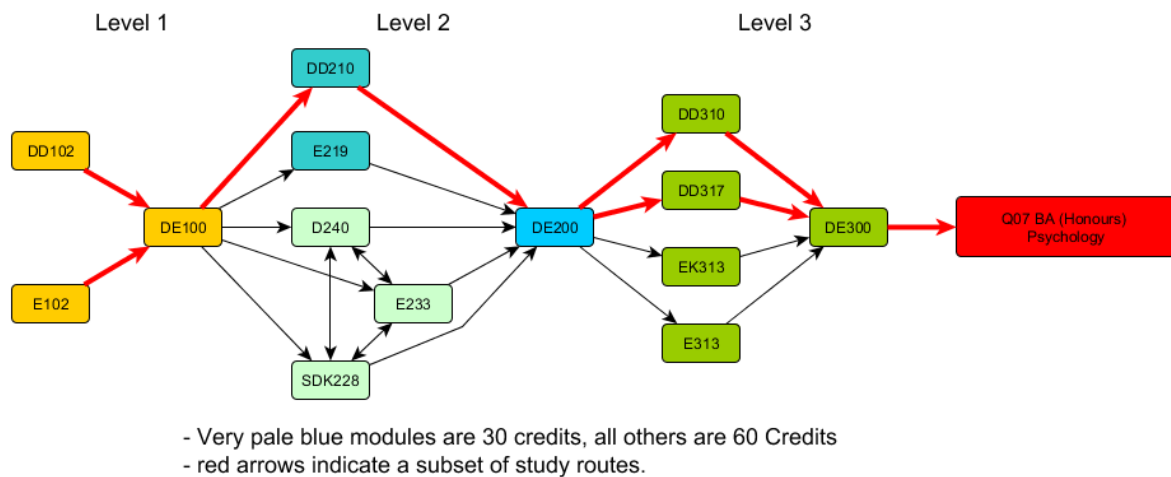 Level 1
Level 2
Level 3
DD210
DD310
DD102
E219
DD317
DE100
D240
DE200
DE300
Q07 BA (Honours)
Psychology
EK313
E102
E233
E313
SDK228
- Very pale blue modules are 30 credits, all others are 60 Credits
- red arrows indicate a subset of study routes.